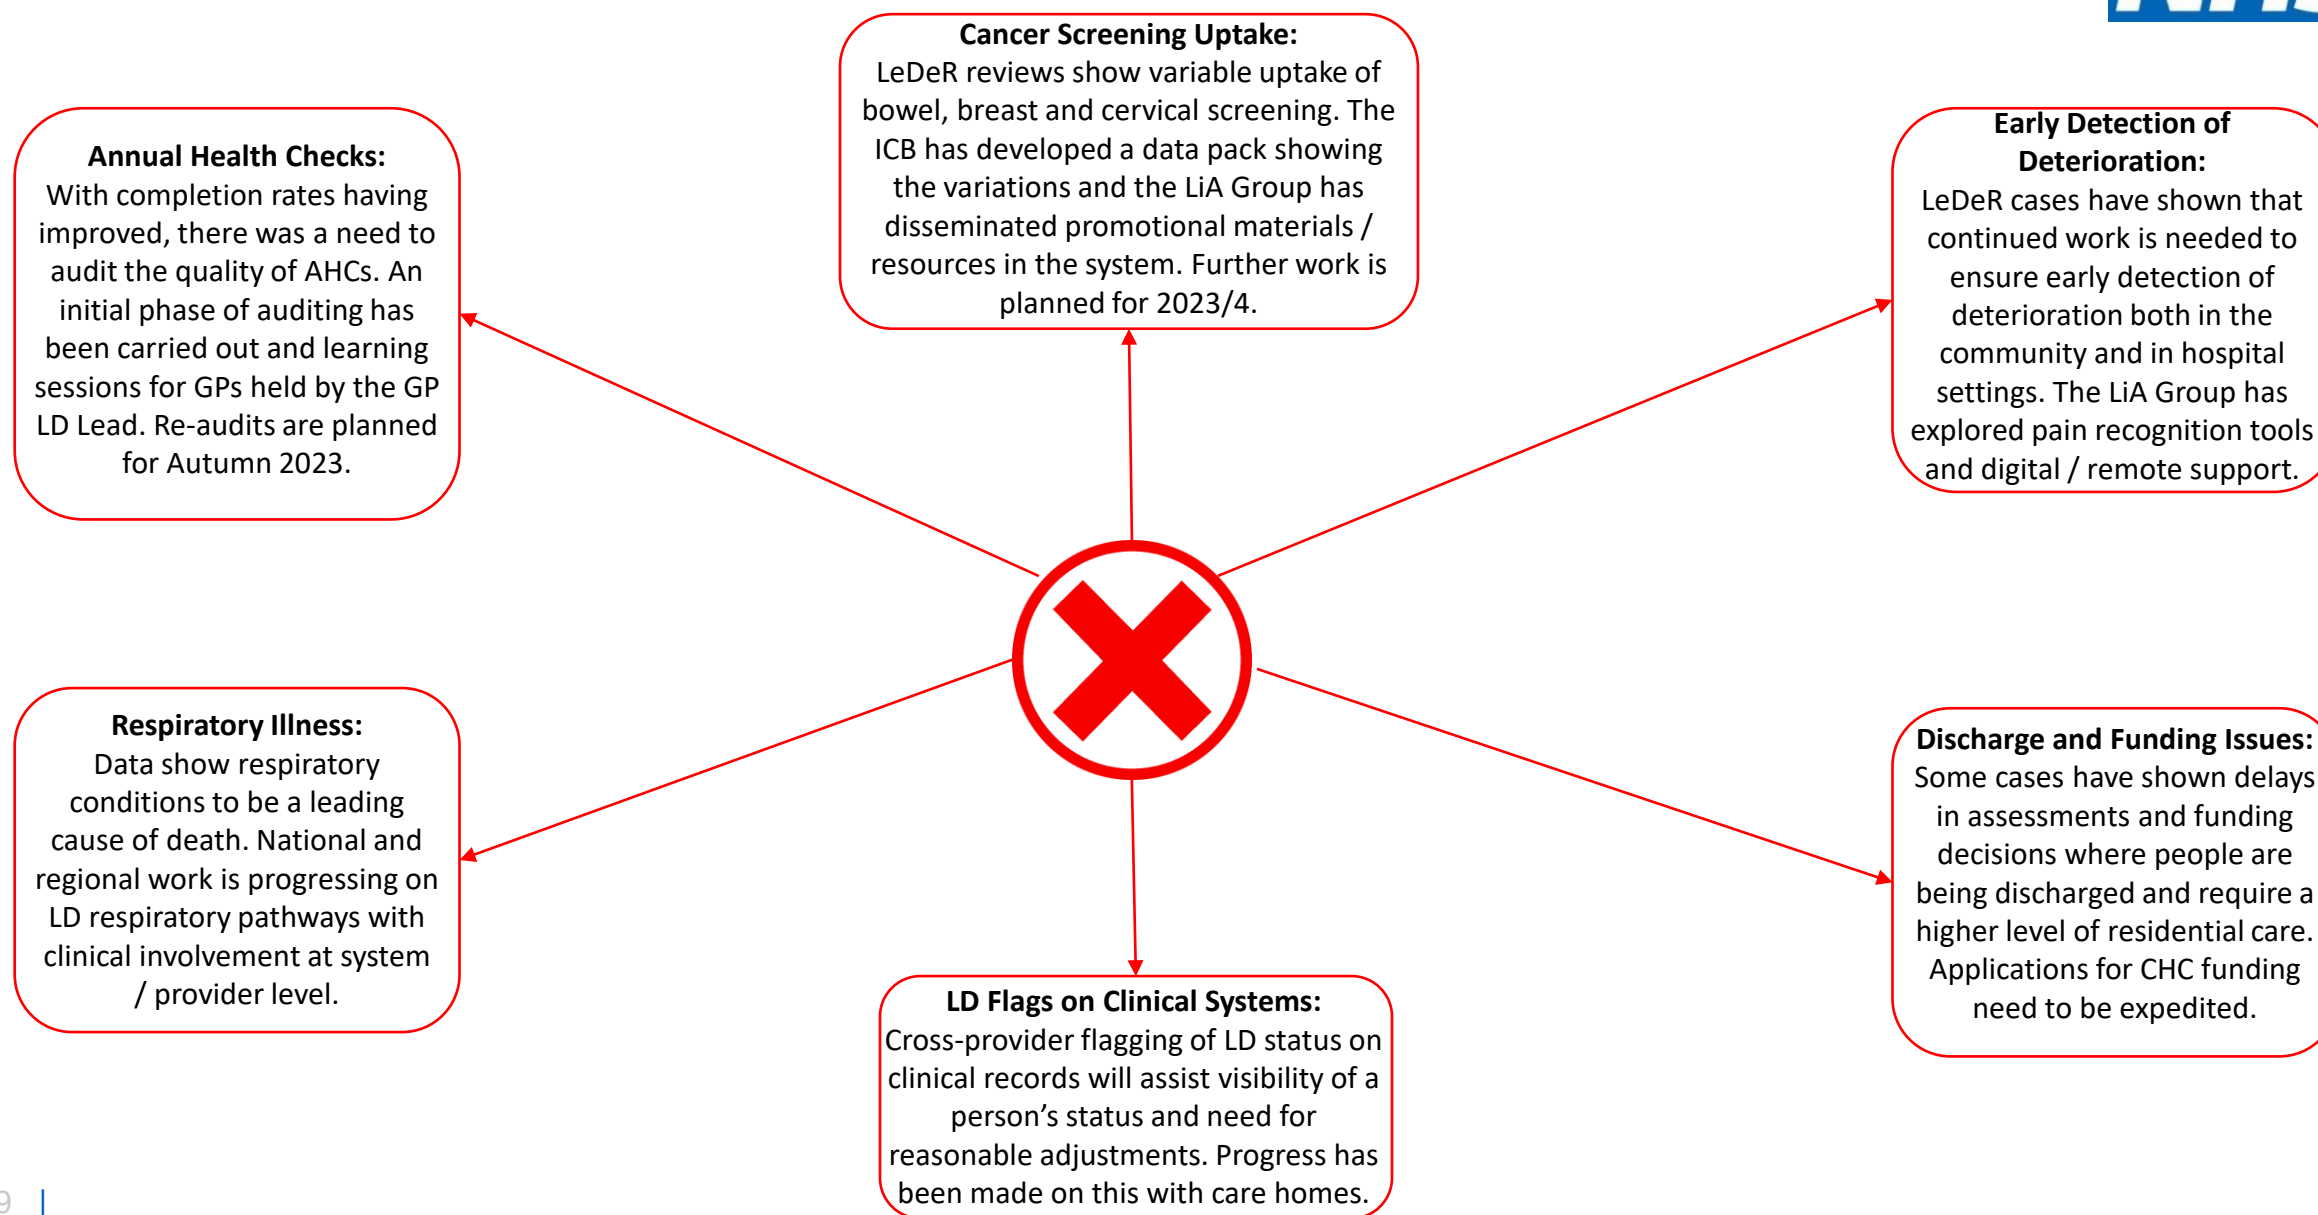 Cancer Screening Uptake:
LeDeR reviews show variable uptake of
bowel, breast and cervical screening. The
ICB has developed a data pack showing
the variations and the LiA Group has
disseminated promotional materials /
resources in the system. Further work is
planned for 2023/4.
Annual Health Checks:
With completion rates having
improved, there was a need to
audit the quality of AHCs. An
initial phase of auditing has
been carried out and learning
sessions for GPs held by the GP
LD Lead. Re-audits are planned
for Autumn 2023.
Early Detection of
Deterioration:
LeDeR cases have shown that
continued work is needed to
ensure early detection of
deterioration both in the
community and in hospital
settings. The LiA Group has
explored pain recognition tools
and digital / remote support.
Respiratory Illness:
Data show respiratory
conditions to be a leading
cause of death. National and
regional work is progressing on
LD respiratory pathways with
clinical involvement at system
/ provider level.
Discharge and Funding Issues:
Some cases have shown delays
in assessments and funding
decisions where people are
being discharged and require a
higher level of residential care.
Applications for CHC funding
need to be expedited.
LD Flags on Clinical Systems:
Cross-provider flagging of LD status on
clinical records will assist visibility of a
person’s status and need for
reasonable adjustments. Progress has
been made on this with care homes.
9 |